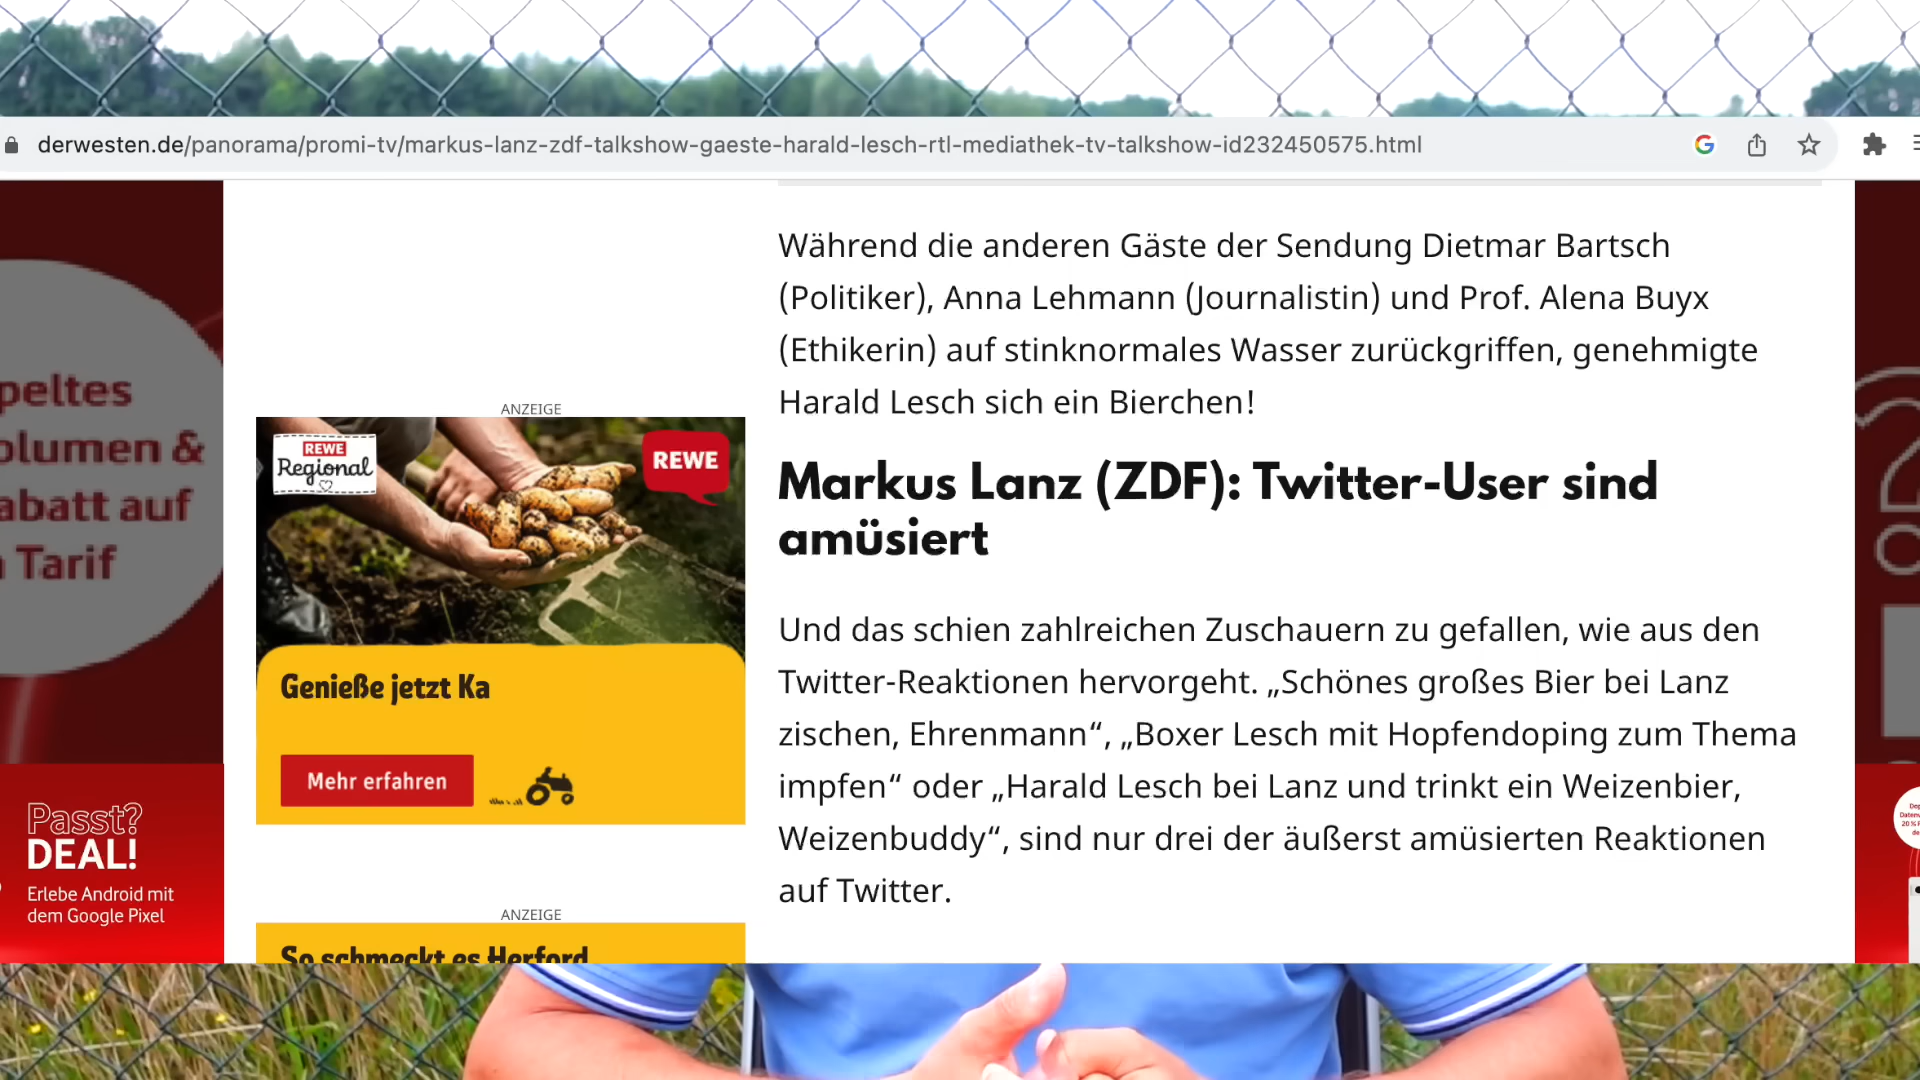 derwesten.de/panorama/promi-tv/markus-lanz-zdf-talkshow-gaeste-harald-lesch-rtl-mediathek-tv-talkshow-id232450575.html
Während die anderen Gäste der Sendung Dietmar Bartsch
(Politiker), Anna Lehmann (Journalistin) und Prof. Alena Buyx
(Ethikerin) auf stinknormales Wasser zurückgriffen, genehmigte
Harald Lesch sich ein Bierchen!
Markus Lanz (ZDF): Twitter-User sind
amüsiert
Und das schien zahlreichen Zuschauern zu gefallen, wie aus den
Twitter-Reaktionen hervorgeht. „Schönes großes Bier bei Lanz
zischen, Ehrenmann“, „Boxer Lesch mit Hopfendoping zum Thema
impfen“ oder „Harald Lesch bei Lanz und trinkt ein Weizenbier,
Weizenbuddy“, sind nur drei der äußerst amüsierten Reaktionen
auf Twitter.
ANZEIGE
REWE
Regional
REWE
Genieße jetzt Ka
Mehr erfahren
ANZEIGE
So schmeckt es Herford
peltes
olumen &
abatt auf
Tarif
Passt?
DEAL!
Erlebe Android mit
dem Google Pixel